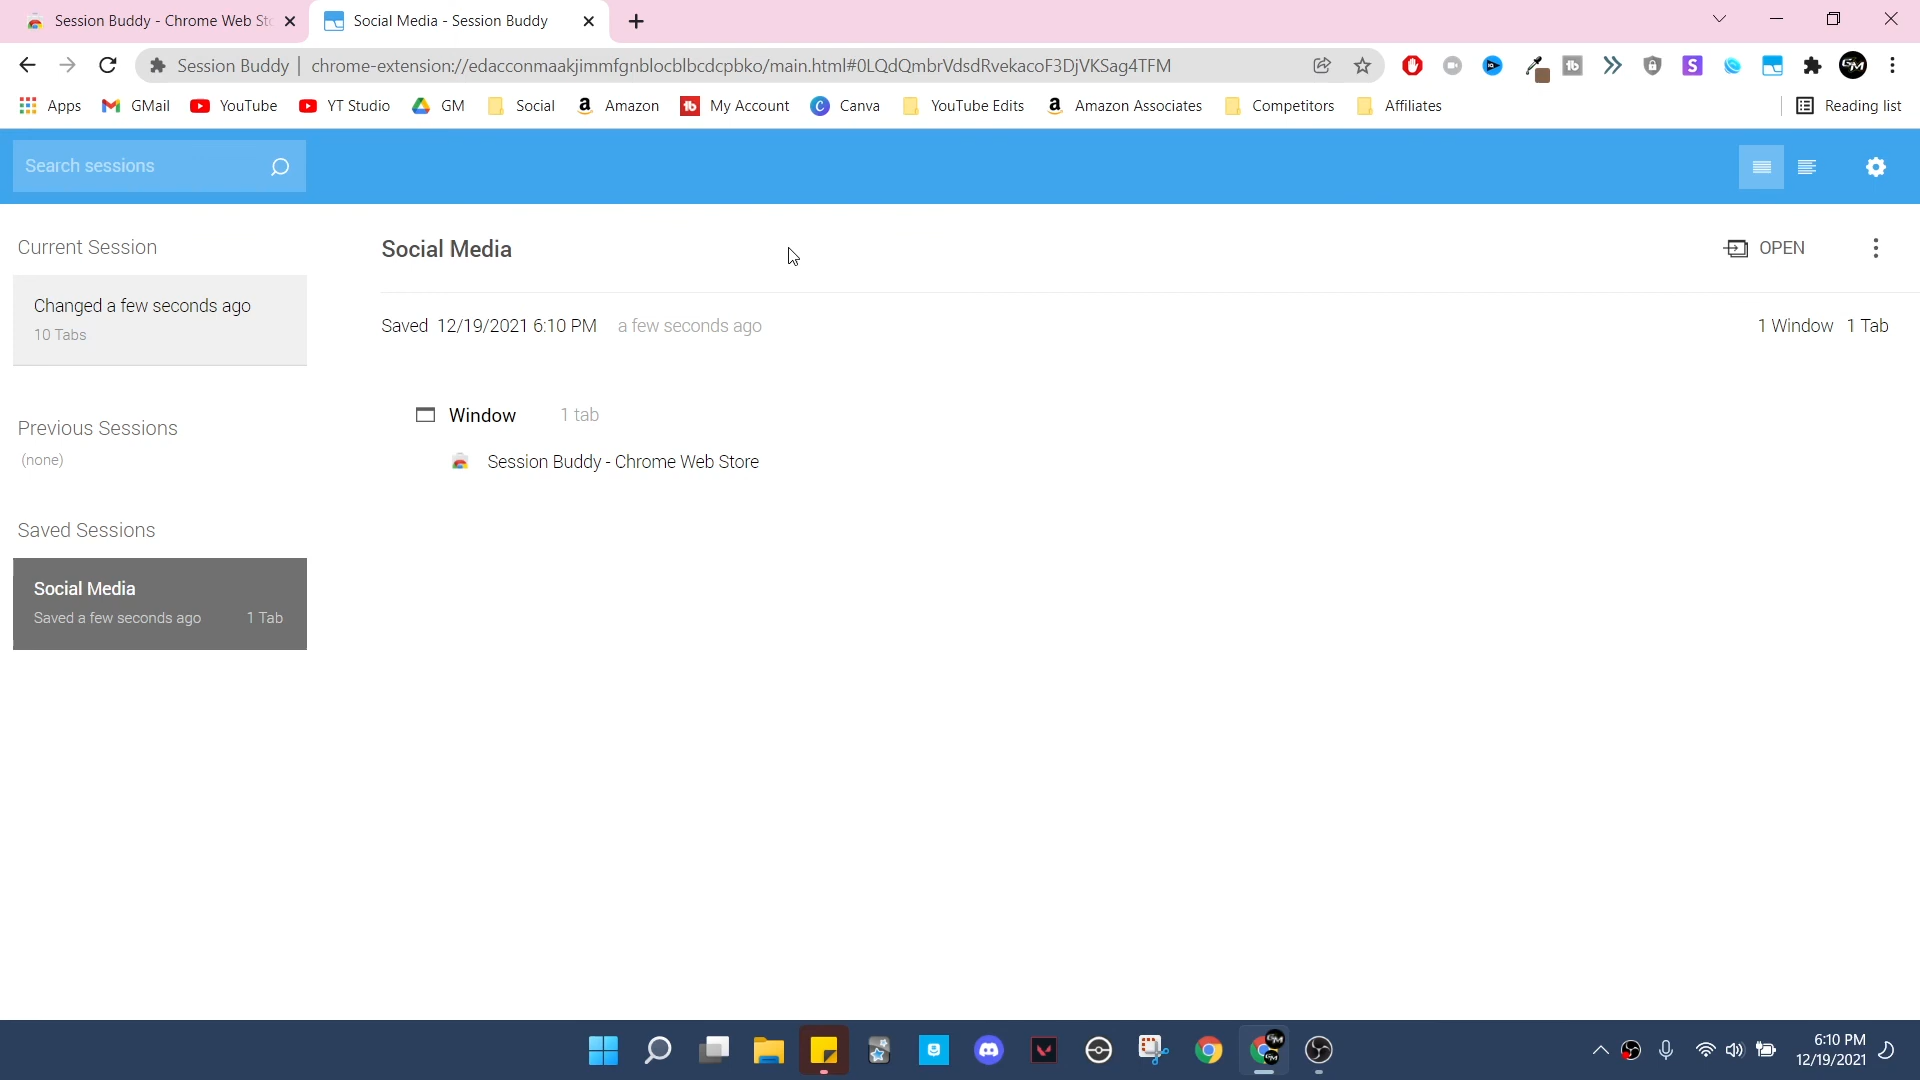 Session Buddy - Chrome Web Sto
Social Media - Session Buddy
Session Buddy | chrome-extension://edacconmaakjimmfgnblocblbcdcpbko/main.html#0LQdQmbrVdsdRvekacoF3DjVKSag4TFM
Apps GMail YouTube YT Studio GM Social Amazon My Account Canva YouTube Edits Amazon Associates Competitors Affiliates Reading list
Search sessions
Current Session
Changed a few seconds ago
10 Tabs
Previous Sessions
(none)
Saved Sessions
Social Media
Saved a few seconds ago 1 Tab
Social Media
OPEN
Saved 12/19/2021 6:10 PM a few seconds ago
1 Window 1 Tab
Window 1 tab
Session Buddy - Chrome Web Store
6:10 PM
12/19/2021